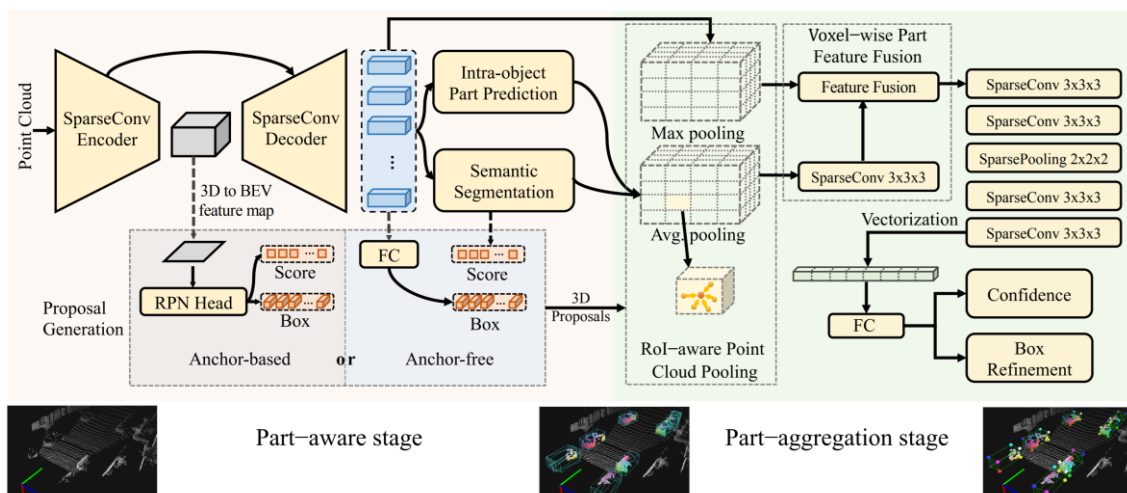 Point Cloud
SparseConv
Encoder
SparseConv
Decoder
3D to BEV
feature map
Intra-object
Part Prediction
Semantic
Segmentation
Proposal
Generation
RPN Head
Score
Box
Anchor-based
or
FC
Score
Box
Anchor-free
3D
Proposals
Max pooling
Avg. pooling
RoI-aware Point
Cloud Pooling
Voxel-wise Part
Feature Fusion
Feature Fusion
SparseConv 3x3x3
SparseConv 3x3x3
SparseConv 3x3x3
SparsePooling 2x2x2
SparseConv 3x3x3
SparseConv 3x3x3
Vectorization
FC
Confidence
Box
Refinement
Part-aware stage
Part-aggregation stage